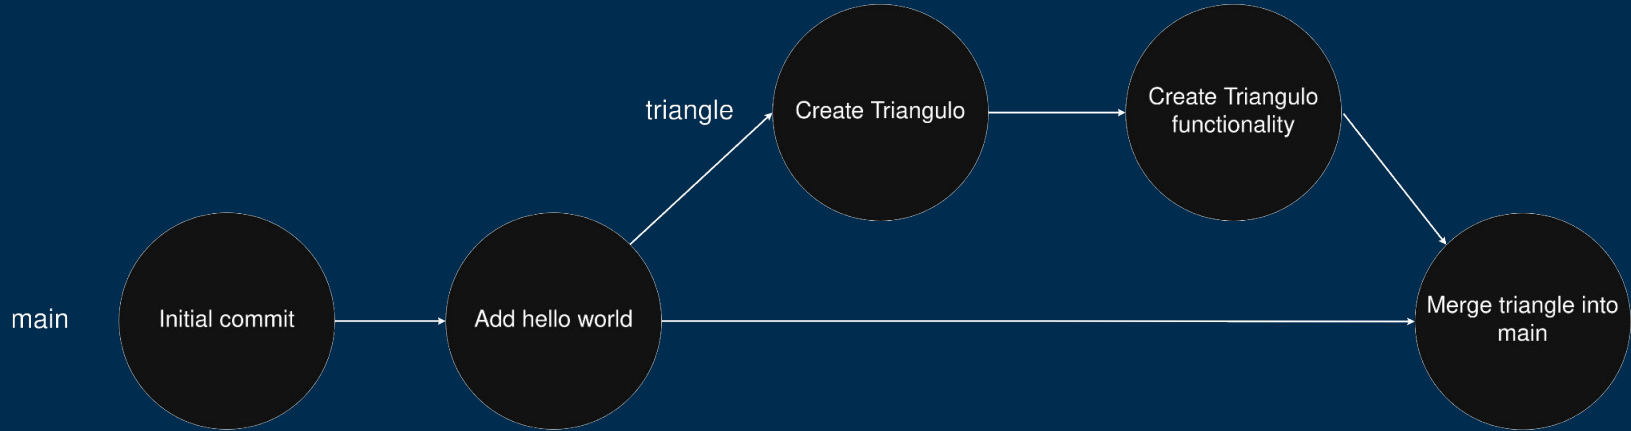 triangle
Create Triangulo
Create Triangulo
functionality
main
Initial commit
Add hello world
Merge triangle into
main